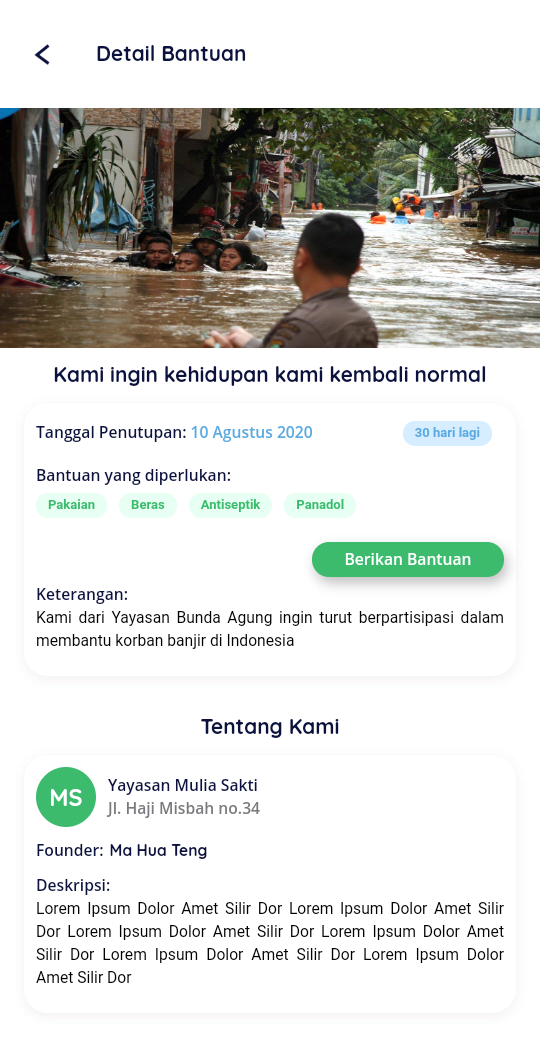 Detail Bantuan
Kami ingin kehidupan kami kembali normal
Tanggal Penutupan: 10 Agustus 2020
30 hari lagi
Bantuan yang diperlukan:
Pakaian Beras Antiseptik Panadol
Berikan Bantuan
Keterangan:
Kami dari Yayasan Bunda Agung ingin turut berpartisipasi dalam
membantu korban banjir di Indonesia
Tentang Kami
MS
Yayasan Mulia Sakti
Jl. Haji Misbah no.34
Founder: Ma Hua Teng
Deskripsi:
Lorem Ipsum Dolor Amet Silir Dor Lorem Ipsum Dolor Amet Silir
Dor Lorem Ipsum Dolor Amet Silir Dor Lorem Ipsum Dolor Amet
Silir Dor Lorem Ipsum Dolor Amet Silir Dor Lorem Ipsum Dolor
Amet Silir Dor